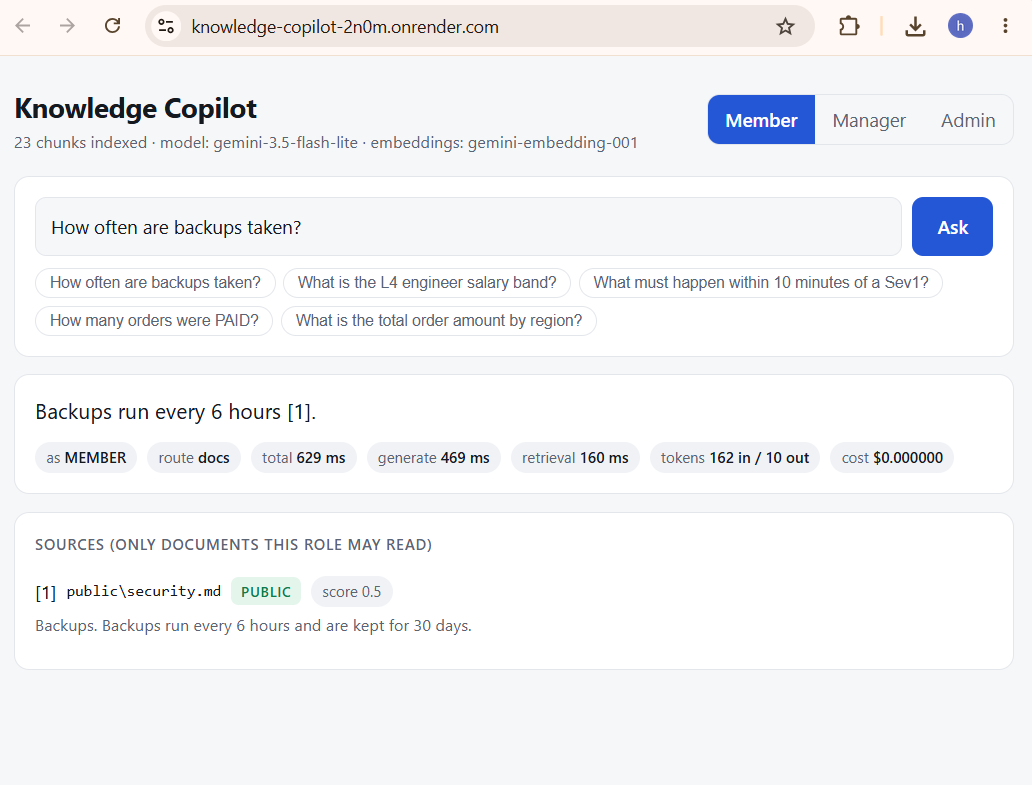 knowledge-copilot-2n0m.onrender.com
h
Knowledge Copilot
23 chunks indexed · model: gemini-3.5-flash-lite · embeddings: gemini-embedding-001
Member Manager Admin
How often are backups taken?
Ask
How often are backups taken? What is the L4 engineer salary band? What must happen within 10 minutes of a Sev1?
How many orders were PAID? What is the total order amount by region?
Backups run every 6 hours [1].
as MEMBER route docs total 629 ms generate 469 ms retrieval 160 ms tokens 162 in / 10 out cost $0.000000
SOURCES (ONLY DOCUMENTS THIS ROLE MAY READ)
[1] public\security.md PUBLIC score 0.5
Backups. Backups run every 6 hours and are kept for 30 days.